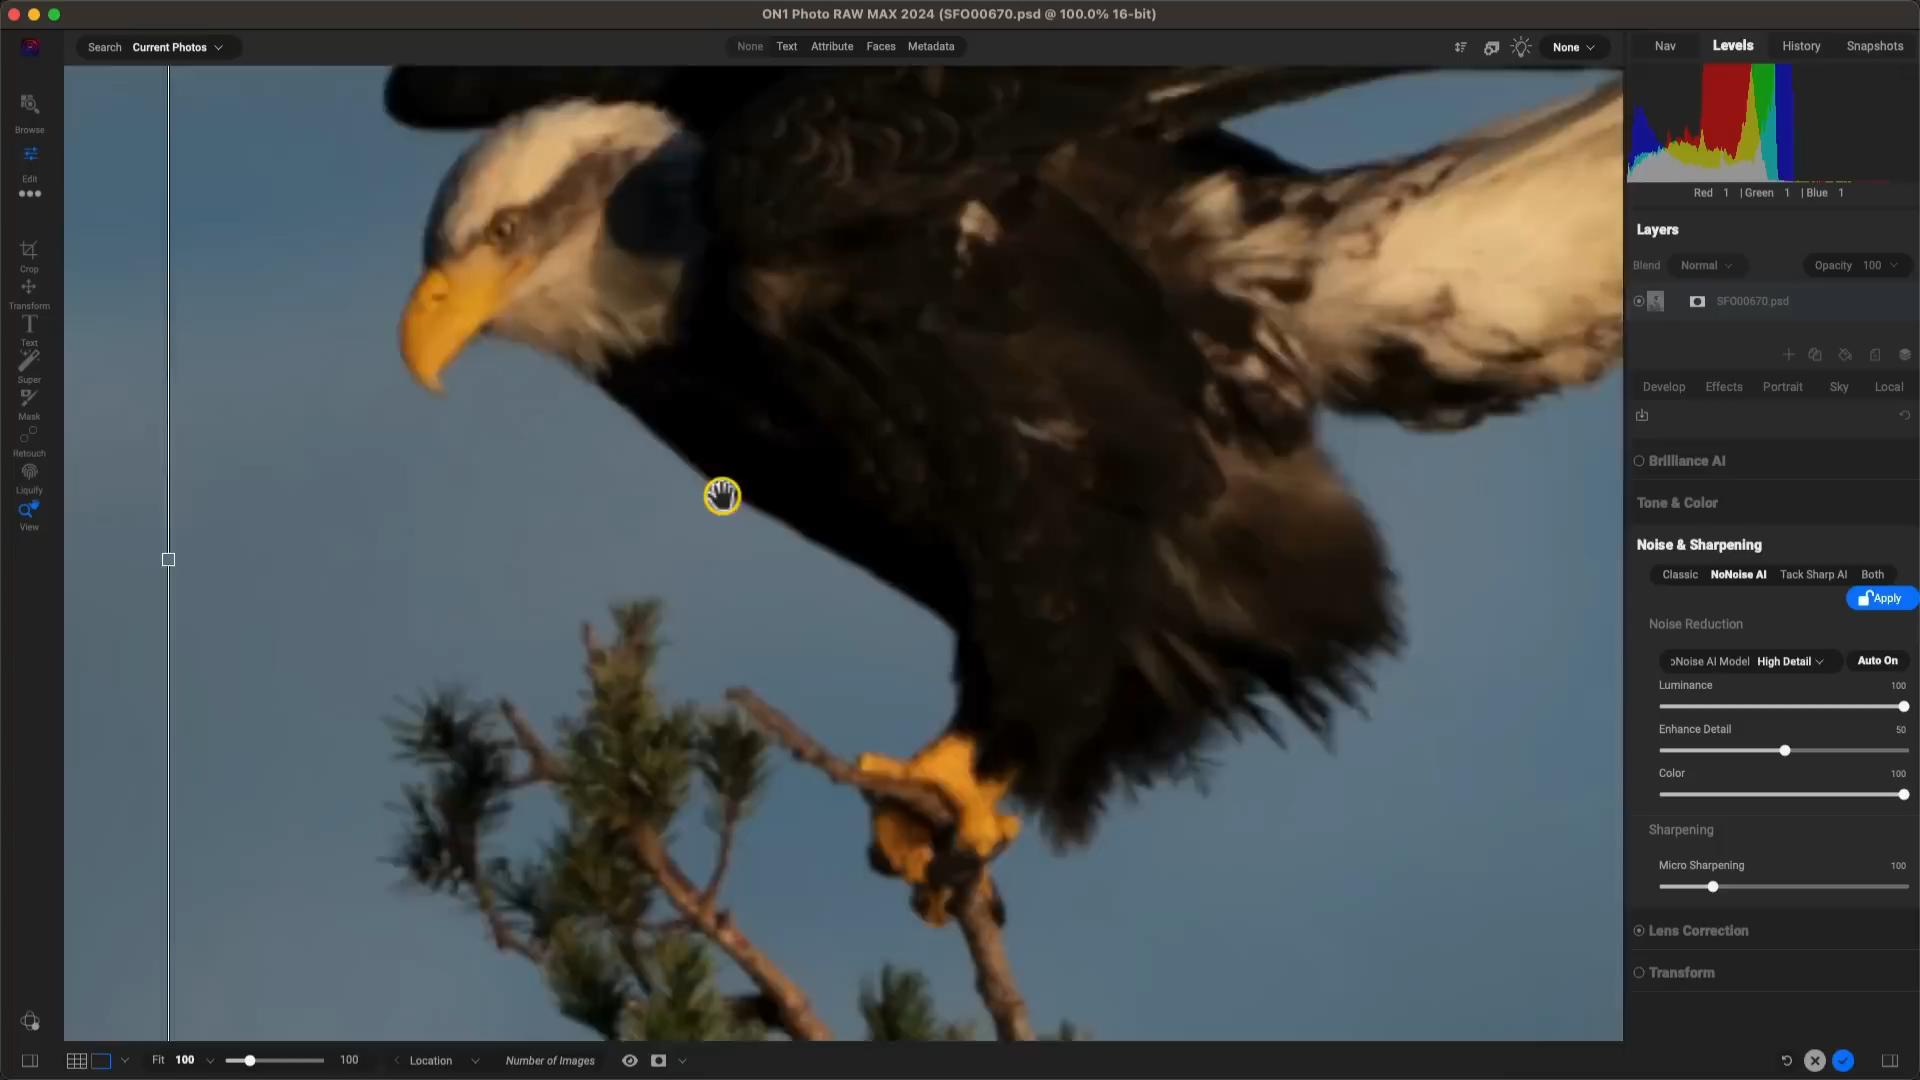 ON1 Photo RAW MAX 2024 (SFO00670.psd @ 100.0% 16-bit)
Search Current Photos
None Text Attribute Faces Metadata
None
Nav Levels History Snapshots
Browse
Edit
Crop
Transform
Text
Super
Mask
Retouch
Liquify
View
Red 1 | Green 1 | Blue 1
Layers
Blend Normal Opacity 100
SFO00670.psd
Develop Effects Portrait Sky Local
Brilliance AI
Tone & Color
Noise & Sharpening
Classic NoNoise AI Tack Sharp AI Both
Apply
Noise Reduction
oNoise AI Model High Detail Auto On
Luminance 100
Enhance Detail 50
Color 100
Sharpening
Micro Sharpening 100
Lens Correction
Transform
Fit 100 100 Location Number of Images